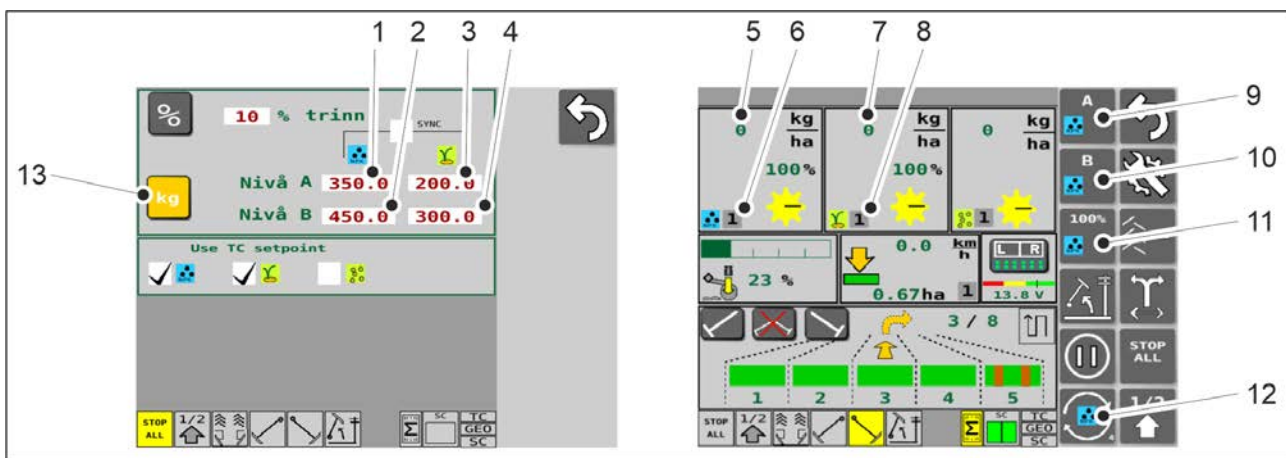 1 2 3 4
5 6 7 8
9
10
11
12
13
%
10 % trinn
SYNC
Nivå A 350.0 200.0
kg
Nivå B 450.0 300.0
Use TC setpoint
STOP ALL
1/2
Σ
SC
TC
GEO
SC
0 kg/ha
100%
1
0 kg/ha
100%
1
0 kg/ha
1
23 %
0.0 km/h
0.67ha 1
L R
13.8 V
3 / 8
1 2 3 4 5
STOP ALL
1/2
Σ
SC
TC
GEO
SC
A
B
100%
STOP ALL
1/2